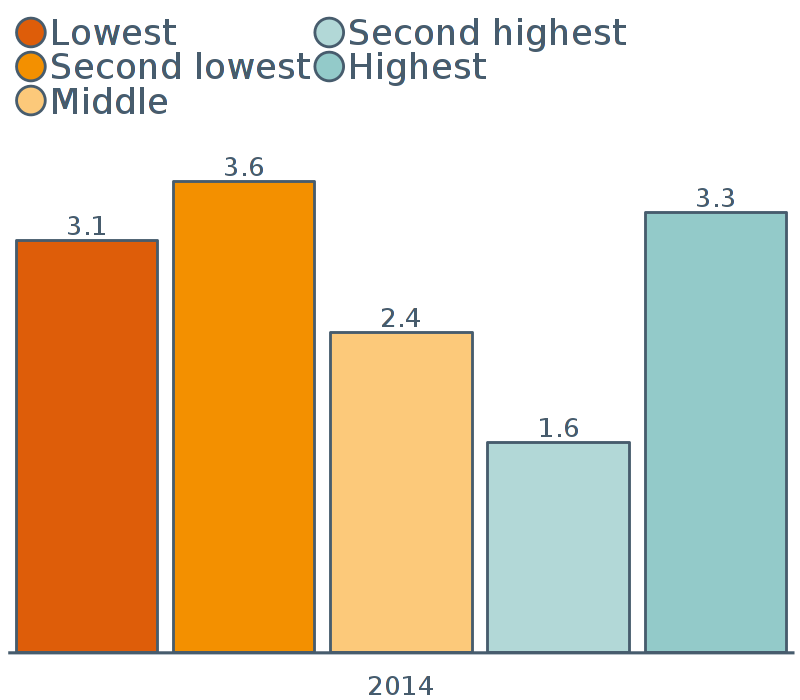 Lowest
Second lowest
Middle
Second highest
Highest
3.1
3.6
2.4
1.6
3.3
2014